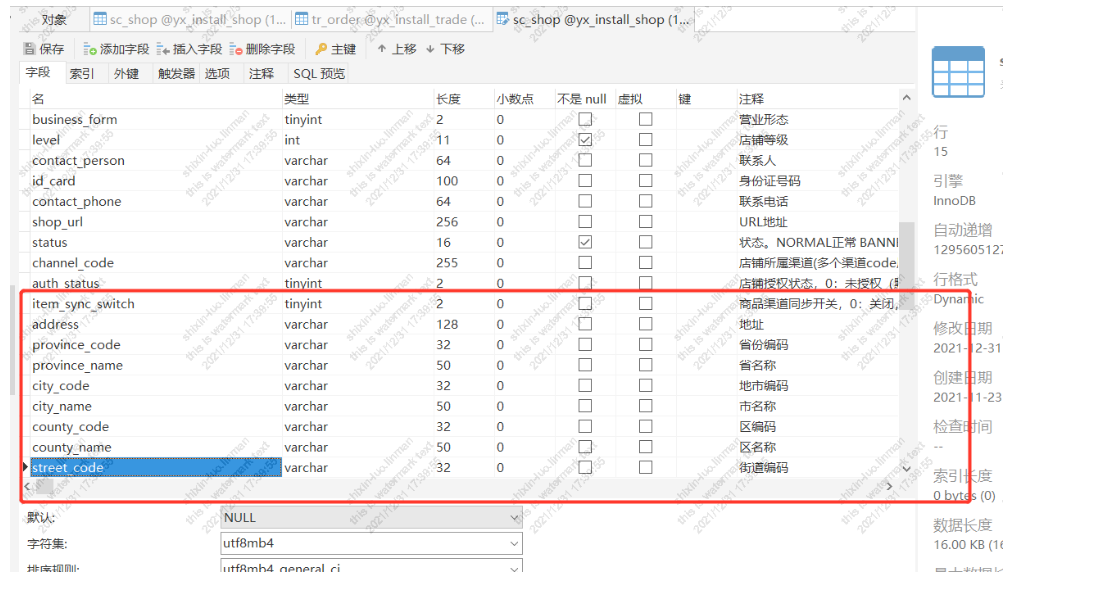 对象 sc_shop @yx_install_shop (1... tr_order @yx_install_trade (... sc_shop @yx_install_shop (1...
保存 添加字段 插入字段 删除字段 主键 上移 下移
字段 索引 外键 触发器 选项 注释 SQL 预览
名 类型 长度 小数点 不是 null 虚拟 键 注释
business_form tinyint 2 0 营业形态
level int 11 0 店铺等级
contact_person varchar 64 0 联系人
id_card varchar 100 0 身份证号码
contact_phone varchar 64 0 联系电话
shop_url varchar 256 0 URL地址
status varchar 16 0 状态。NORMAL正常 BANNI
channel_code varchar 255 0 店铺所属渠道(多个渠道code,
auth_status tinyint 2 0 店铺授权状态，0：未授权
item_sync_switch tinyint 2 0 商品渠道同步开关，0：关闭,
address varchar 128 0 地址
province_code varchar 32 0 省份编码
province_name varchar 50 0 省名称
city_code varchar 32 0 地市编码
city_name varchar 50 0 市名称
county_code varchar 32 0 区编码
county_name varchar 50 0 区名称
street_code varchar 32 0 街道编码
默认: NULL
字符集: utf8mb4
排序规则: utf8mb4_general_ci
行
15
引擎
InnoDB
自动递增
1295605127
行格式
Dynamic
修改日期
2021-12-31
创建日期
2021-11-23
检查时间
--
索引长度
0 bytes (0)
数据长度
16.00 KB (16
最大数据长
this is watermark text
2021/12/31 17:39:55